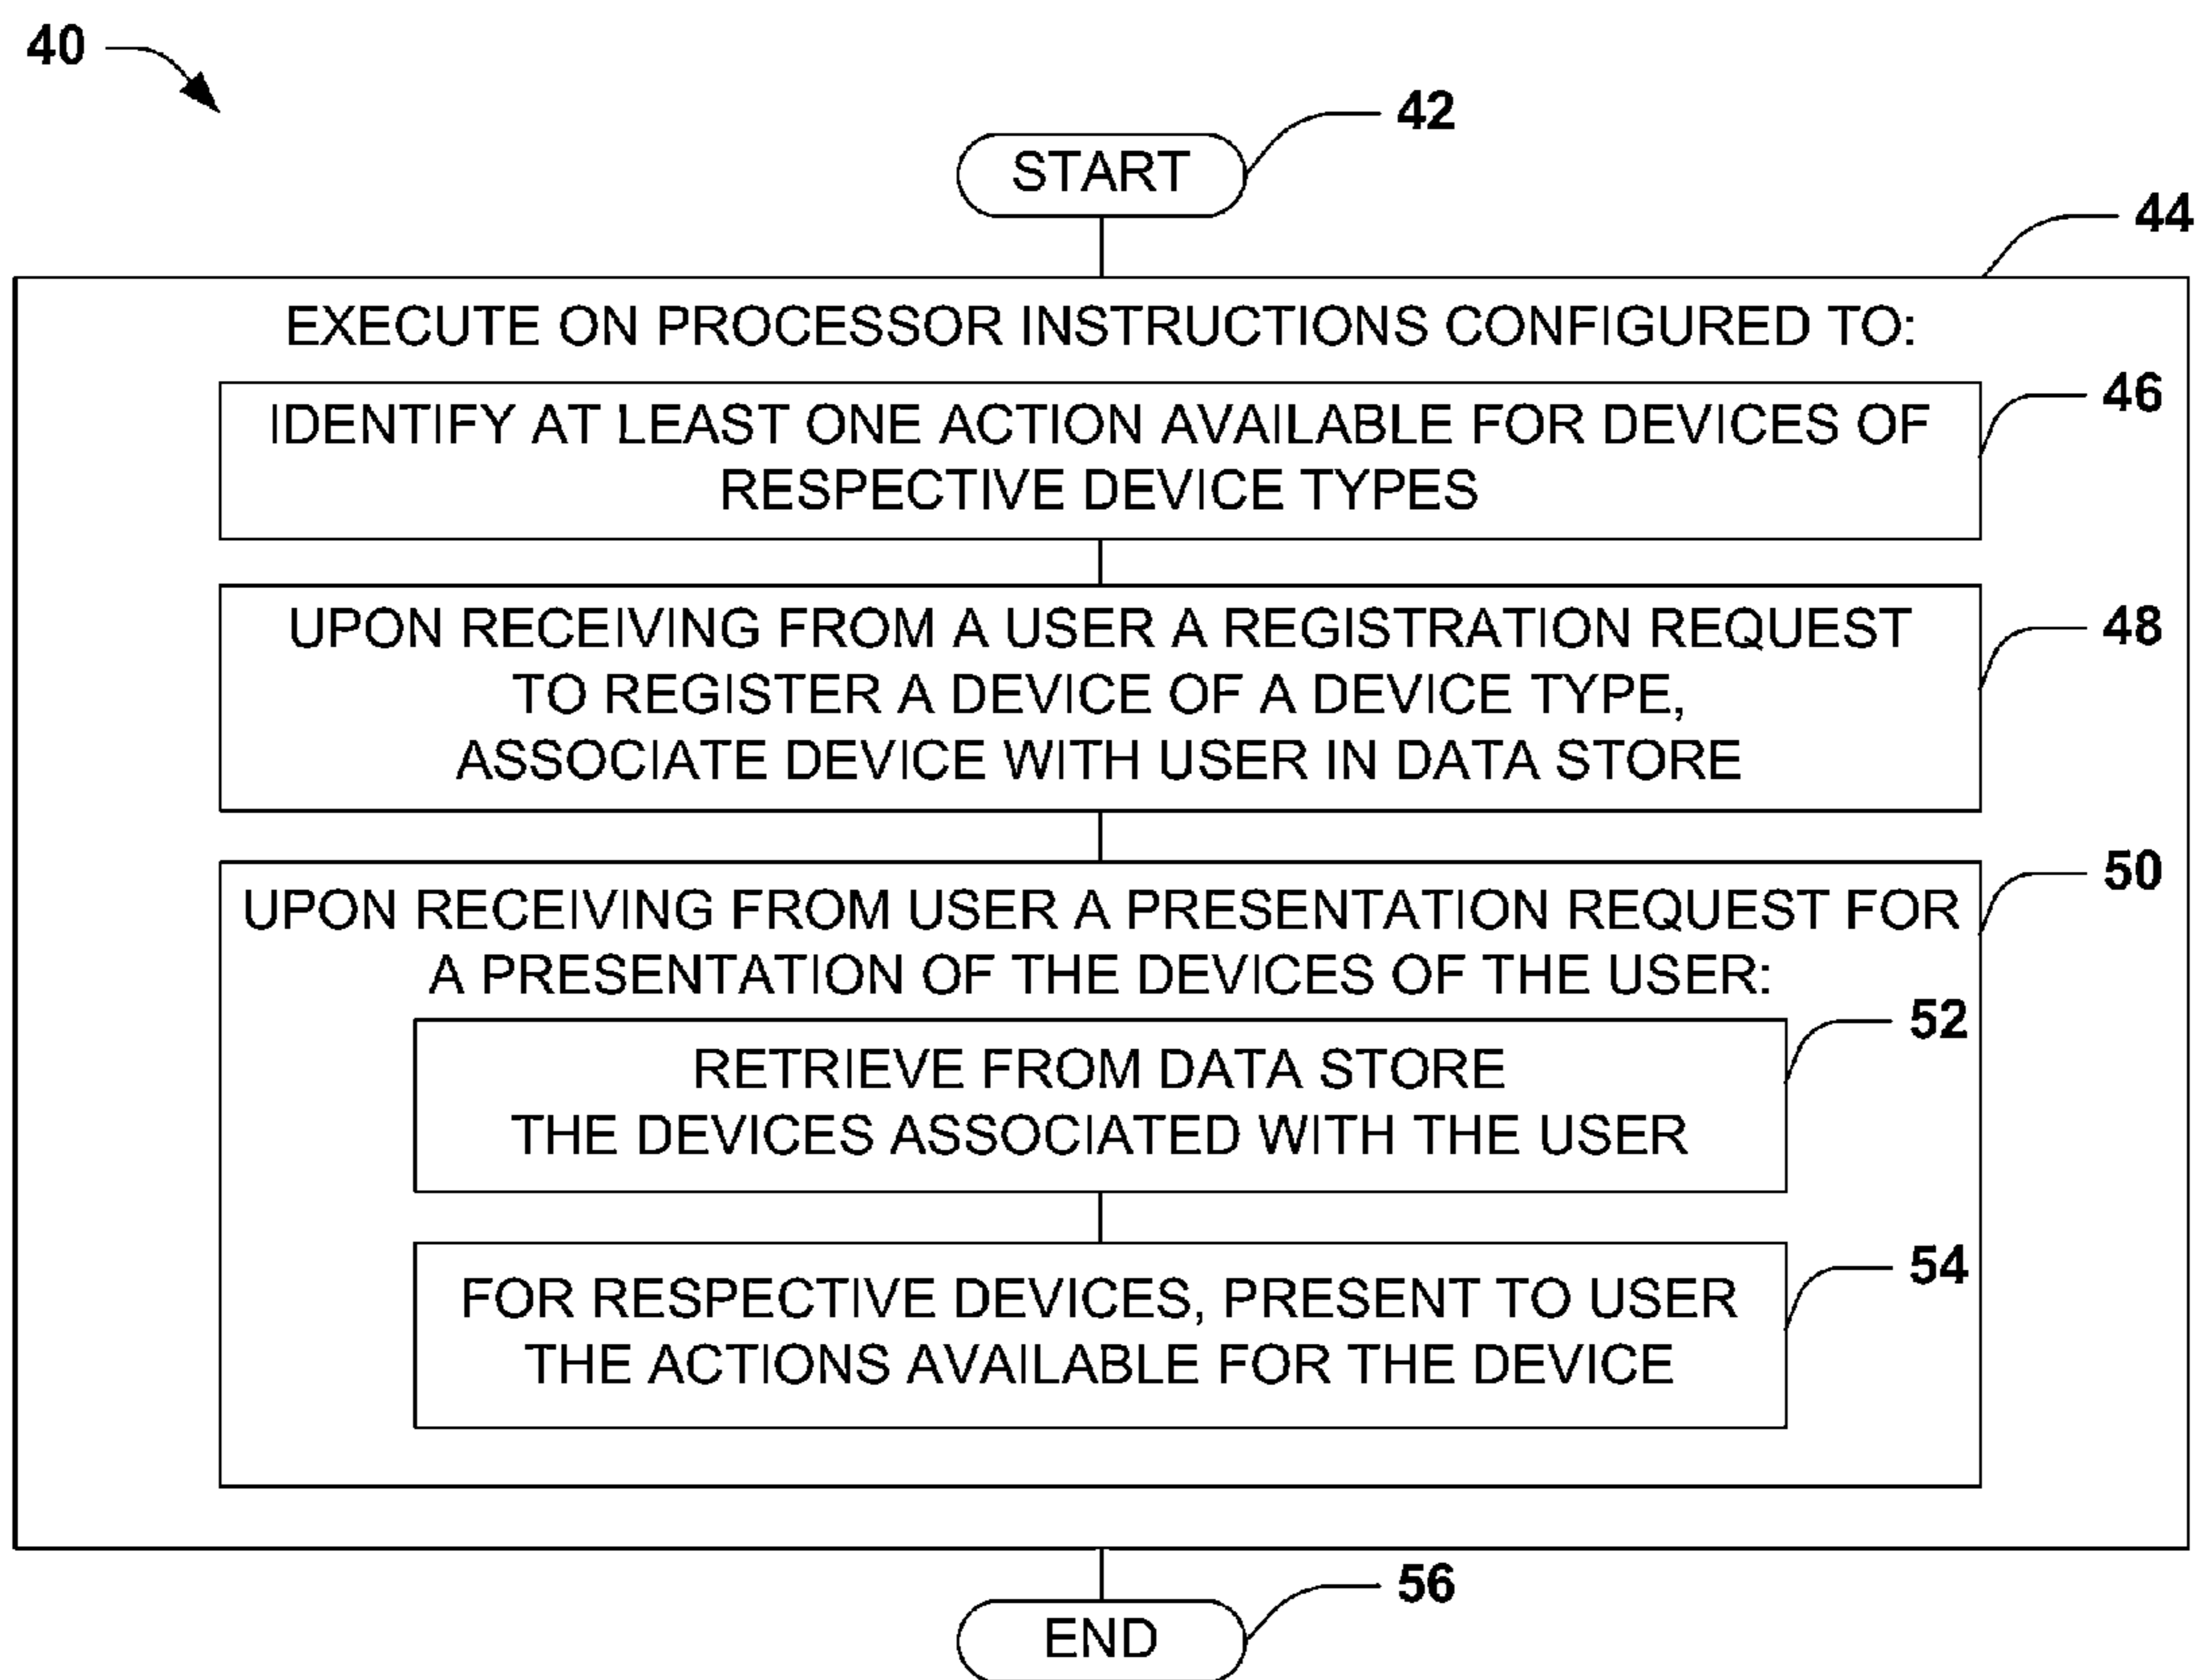 40
42
START
44
EXECUTE ON PROCESSOR INSTRUCTIONS CONFIGURED TO:
46
IDENTIFY AT LEAST ONE ACTION AVAILABLE FOR DEVICES OF
RESPECTIVE DEVICE TYPES
48
UPON RECEIVING FROM A USER A REGISTRATION REQUEST
TO REGISTER A DEVICE OF A DEVICE TYPE,
ASSOCIATE DEVICE WITH USER IN DATA STORE
50
UPON RECEIVING FROM USER A PRESENTATION REQUEST FOR
A PRESENTATION OF THE DEVICES OF THE USER:
52
RETRIEVE FROM DATA STORE
THE DEVICES ASSOCIATED WITH THE USER
54
FOR RESPECTIVE DEVICES, PRESENT TO USER
THE ACTIONS AVAILABLE FOR THE DEVICE
56
END